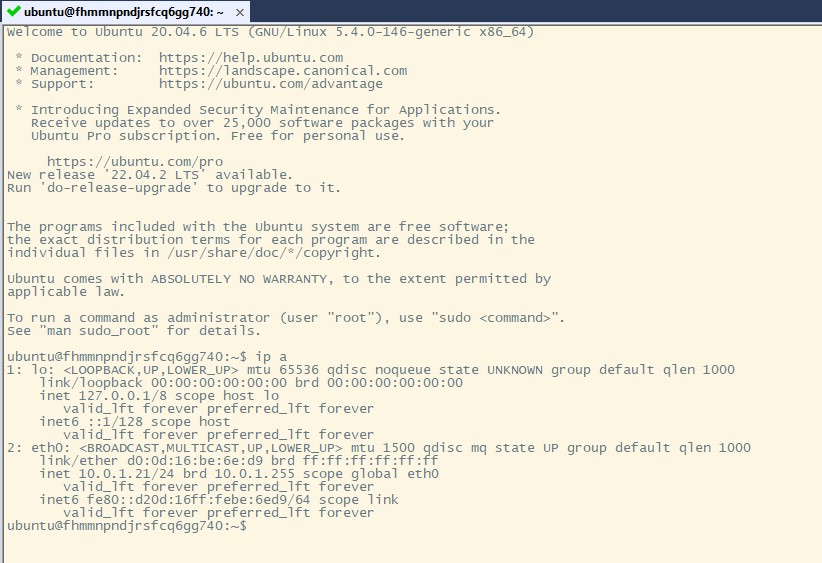 ubuntu@fhmmnpndjrsfcq6gg740: ~
Welcome to Ubuntu 20.04.6 LTS (GNU/Linux 5.4.0-146-generic x86_64)
* Documentation:  https://help.ubuntu.com
* Management:     https://landscape.canonical.com
* Support:        https://ubuntu.com/advantage
* Introducing Expanded Security Maintenance for Applications.
Receive updates to over 25,000 software packages with your
Ubuntu Pro subscription. Free for personal use.
https://ubuntu.com/pro
New release '22.04.2 LTS' available.
Run 'do-release-upgrade' to upgrade to it.
The programs included with the Ubuntu system are free software;
the exact distribution terms for each program are described in the
individual files in /usr/share/doc/*/copyright.
Ubuntu comes with ABSOLUTELY NO WARRANTY, to the extent permitted by
applicable law.
To run a command as administrator (user "root"), use "sudo <command>".
See "man sudo_root" for details.
ubuntu@fhmmnpndjrsfcq6gg740:~$ ip a
1: lo: <LOOPBACK,UP,LOWER_UP> mtu 65536 qdisc noqueue state UNKNOWN group default qlen 1000
link/loopback 00:00:00:00:00:00 brd 00:00:00:00:00:00
inet 127.0.0.1/8 scope host lo
valid_lft forever preferred_lft forever
inet6 ::1/128 scope host
valid_lft forever preferred_lft forever
2: eth0: <BROADCAST,MULTICAST,UP,LOWER_UP> mtu 1500 qdisc mq state UP group default qlen 1000
link/ether d0:0d:16:be:6e:d9 brd ff:ff:ff:ff:ff:ff
inet 10.0.1.21/24 brd 10.0.1.255 scope global eth0
valid_lft forever preferred_lft forever
inet6 fe80::d20d:16ff:febe:6ed9/64 scope link
valid_lft forever preferred_lft forever
ubuntu@fhmmnpndjrsfcq6gg740:~$